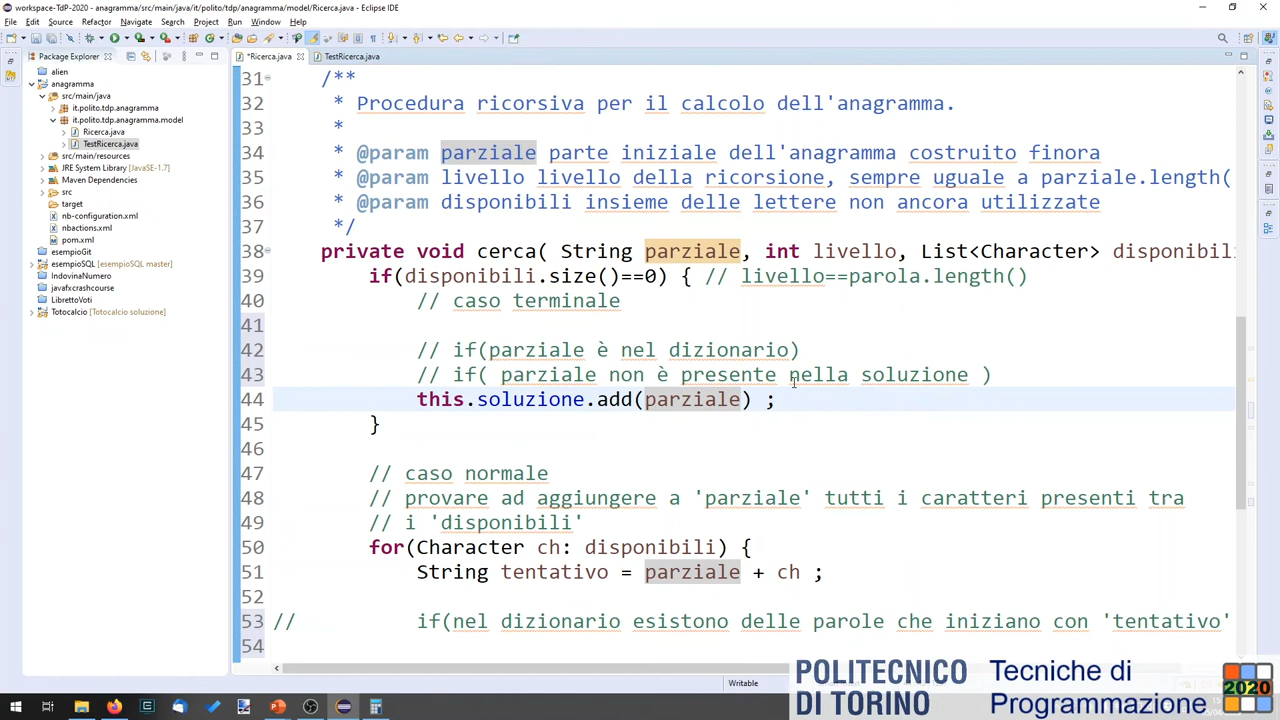 workspace-TdP-2020 - anagramma/src/main/java/it/polito/tdp/anagramma/model/Ricerca.java - Eclipse IDE
File Edit Source Refactor Navigate Search Project Run Window Help
Package Explorer
*Ricerca.java
TestRicerca.java
alien
anagramma
src/main/java
it.polito.tdp.anagramma
it.polito.tdp.anagramma.model
Ricerca.java
TestRicerca.java
src/main/resources
JRE System Library [JavaSE-1.7]
Maven Dependencies
src
target
nb-configuration.xml
nbactions.xml
pom.xml
esempioGit
esempioSQL [esempioSQL master]
IndovinaNumero
javafxcrashcourse
LibrettoVoti
Totocalcio [Totocalcio soluzione]
31 /**
32 * Procedura ricorsiva per il calcolo dell'anagramma.
33 *
34 * @param parziale parte iniziale dell'anagramma costruito finora
35 * @param livello livello della ricorsione, sempre uguale a parziale.length(
36 * @param disponibili insieme delle lettere non ancora utilizzate
37 */
38 private void cerca( String parziale, int livello, List<Character> disponibili
39 if(disponibili.size()==0) { // livello==parola.length()
40 // caso terminale
41
42 // if(parziale è nel dizionario)
43 // if( parziale non è presente nella soluzione )
44 this.soluzione.add(parziale) ;
45 }
46
47 // caso normale
48 // provare ad aggiungere a 'parziale' tutti i caratteri presenti tra
49 // i 'disponibili'
50 for(Character ch: disponibili) {
51 String tentativo = parziale + ch ;
52
53 // if(nel dizionario esistono delle parole che iniziano con 'tentativo'
54
Writable
POLITECNICO
DI TORINO
Tecniche di
Programmazione
2020